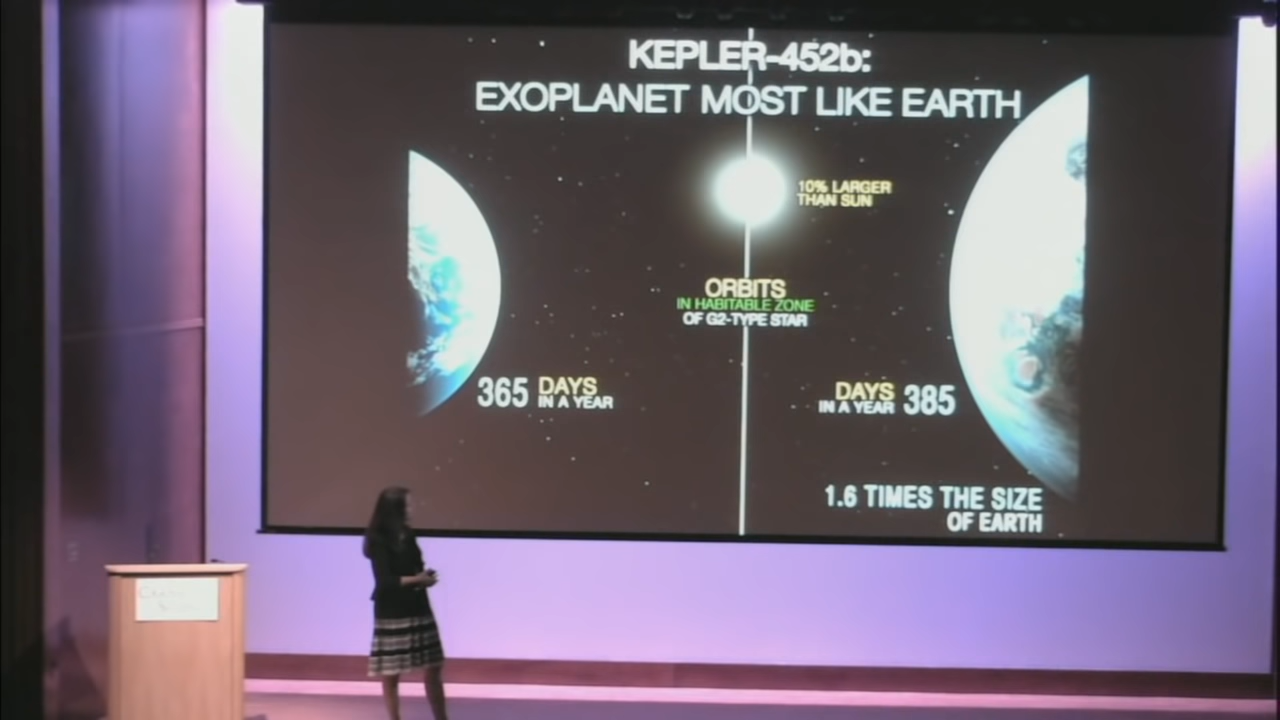 KEPLER-452b:
EXOPLANET MOST LIKE EARTH
10% LARGER
THAN SUN
ORBITS
IN HABITABLE ZONE
OF G2-TYPE STAR
365 DAYS
IN A YEAR
DAYS 385
IN A YEAR
1.6 TIMES THE SIZE
OF EARTH